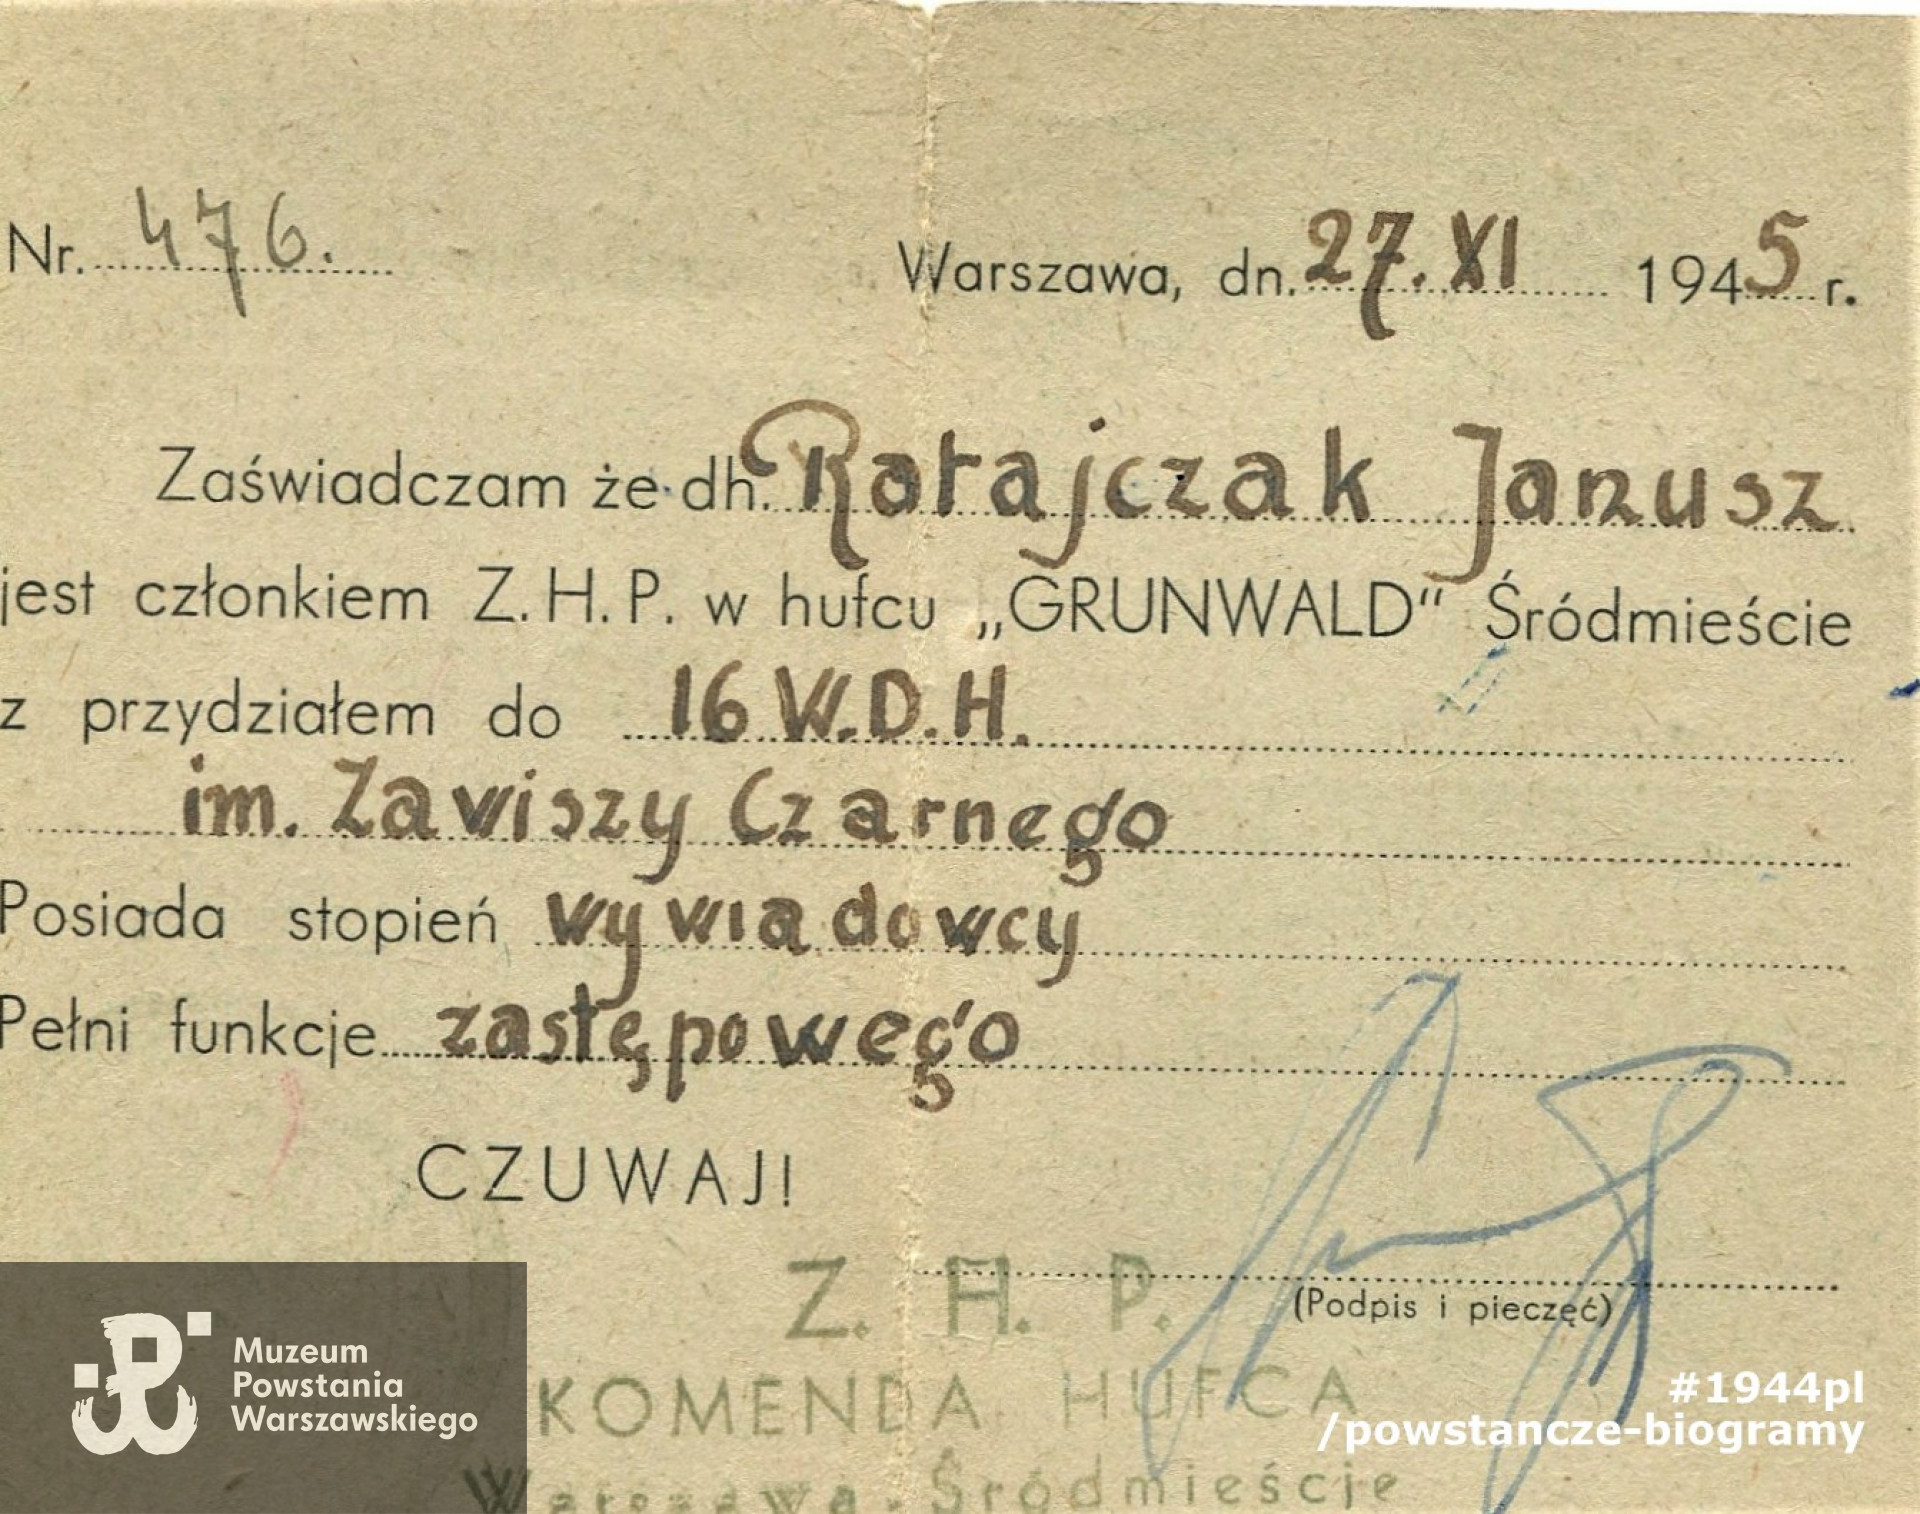 Nr. 476. Warszawa, dn. 27. XI 1945 r.
Zaświadczam że dh. Ratajczak Janusz
jest członkiem Z. H. P. w hufcu „GRUNWALD“ Śródmieście
z przydziałem do 16 W.D.H.
im. Zawiszy Czarnego
Posiada stopień wywiadowcy
Pełni funkcje zastępowego
CZUWAJ!
(Podpis i pieczęć)
Z. H. P.
KOMENDA HUFCA
Warszawa - Śródmieście
Muzeum
Powstania
Warszawskiego
#1944pl
/powstancze-biogramy